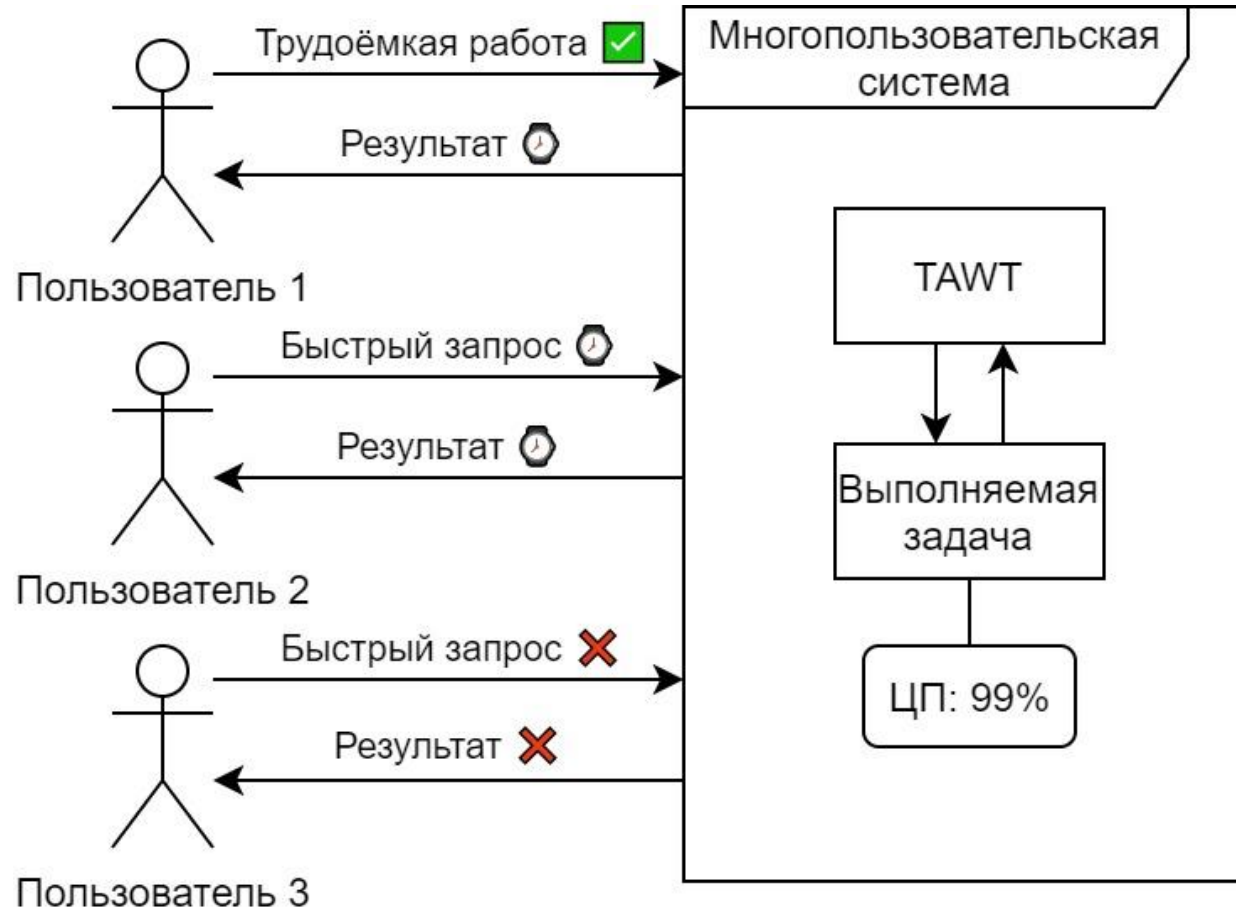 Трудоёмкая работа ✅
Многопользовательская
система
Результат ⌚
Пользователь 1
TAWT
Быстрый запрос ⌚
Результат ⌚
Выполняемая
задача
Пользователь 2
Быстрый запрос ❌
ЦП: 99%
Результат ❌
Пользователь 3